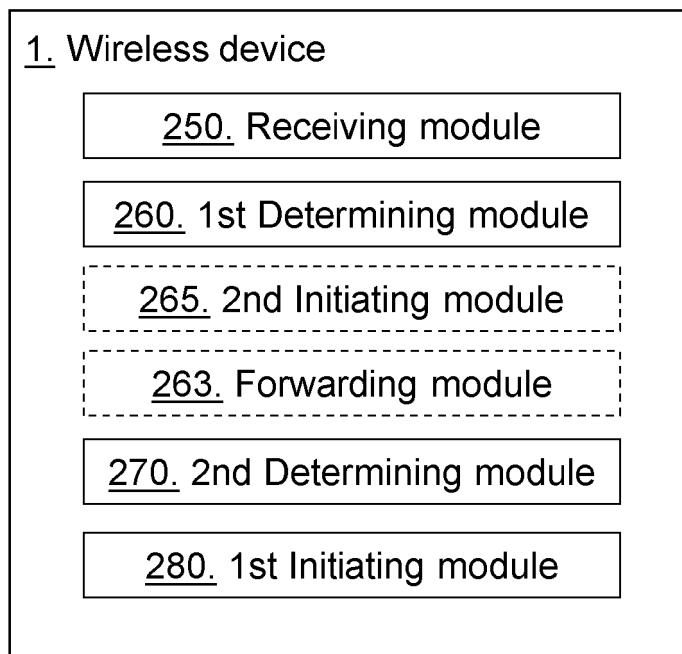 1. Wireless device
250. Receiving module
260. 1st Determining module
265. 2nd Initiating module
263. Forwarding module
270. 2nd Determining module
280. 1st Initiating module